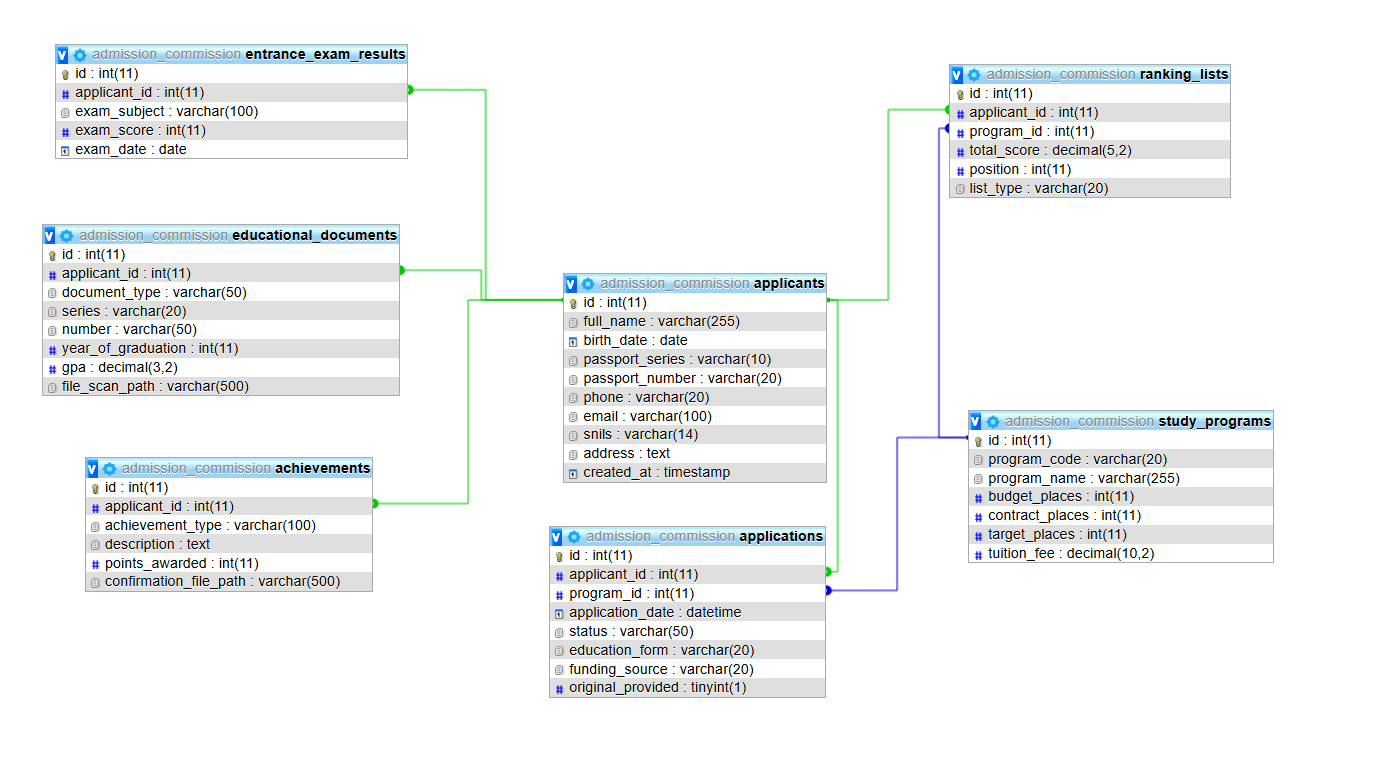 admission_commission entrance_exam_results
id : int(11)
applicant_id : int(11)
exam_subject : varchar(100)
exam_score : int(11)
exam_date : date
admission_commission educational_documents
id : int(11)
applicant_id : int(11)
document_type : varchar(50)
series : varchar(20)
number : varchar(50)
year_of_graduation : int(11)
gpa : decimal(3,2)
file_scan_path : varchar(500)
admission_commission achievements
id : int(11)
applicant_id : int(11)
achievement_type : varchar(100)
description : text
points_awarded : int(11)
confirmation_file_path : varchar(500)
admission_commission applicants
id : int(11)
full_name : varchar(255)
birth_date : date
passport_series : varchar(10)
passport_number : varchar(20)
phone : varchar(20)
email : varchar(100)
snils : varchar(14)
address : text
created_at : timestamp
admission_commission applications
id : int(11)
applicant_id : int(11)
program_id : int(11)
application_date : datetime
status : varchar(50)
education_form : varchar(20)
funding_source : varchar(20)
original_provided : tinyint(1)
admission_commission ranking_lists
id : int(11)
applicant_id : int(11)
program_id : int(11)
total_score : decimal(5,2)
position : int(11)
list_type : varchar(20)
admission_commission study_programs
id : int(11)
program_code : varchar(20)
program_name : varchar(255)
budget_places : int(11)
contract_places : int(11)
target_places : int(11)
tuition_fee : decimal(10,2)